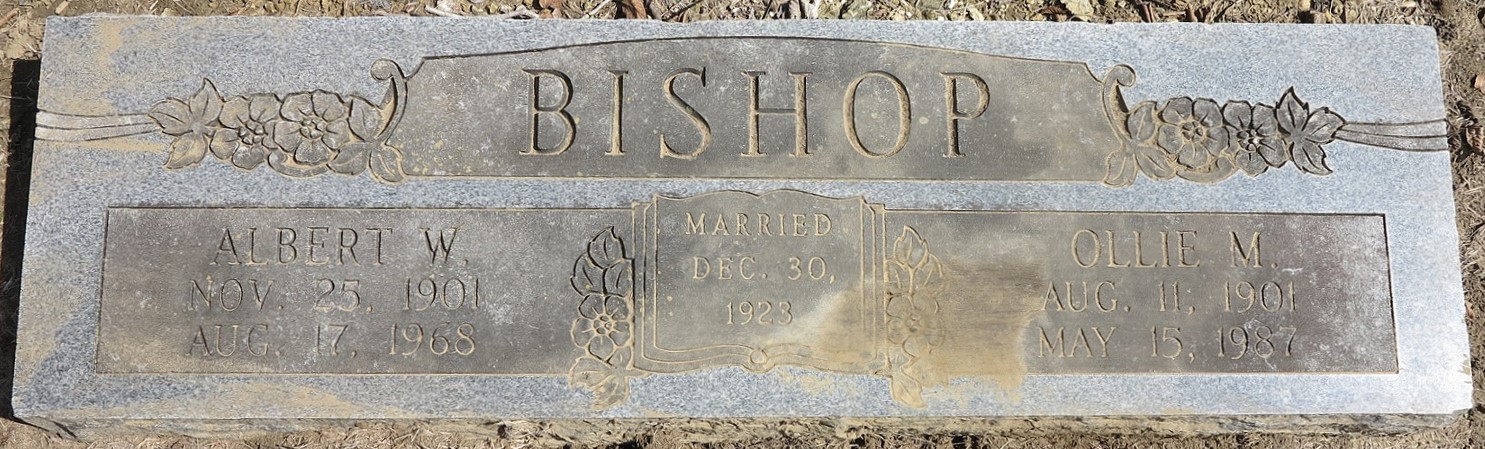 BISHOP
ALBERT W.
NOV. 25, 1901
AUG. 17, 1968
MARRIED
DEC. 30,
1923
OLLIE M.
AUG. 11, 1901
MAY 15, 1987